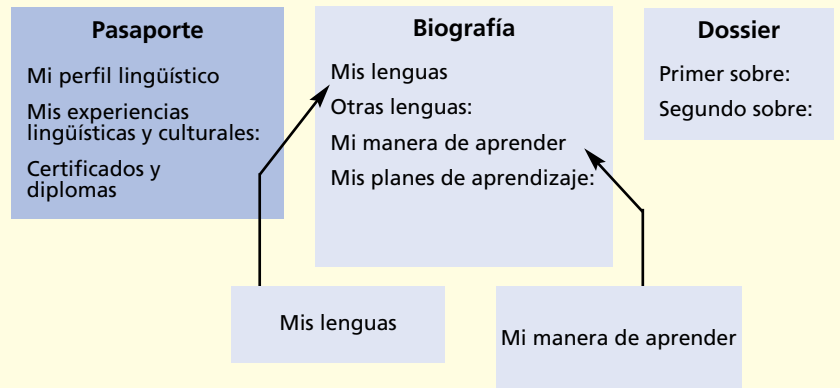 Pasaporte
Mi perfil lingüístico
Mis experiencias
lingüísticas y culturales:
Certificados y
diplomas
Biografía
Mis lenguas
Otras lenguas:
Mi manera de aprender
Mis planes de aprendizaje:
Dossier
Primer sobre:
Segundo sobre:
Mis lenguas
Mi manera de aprender